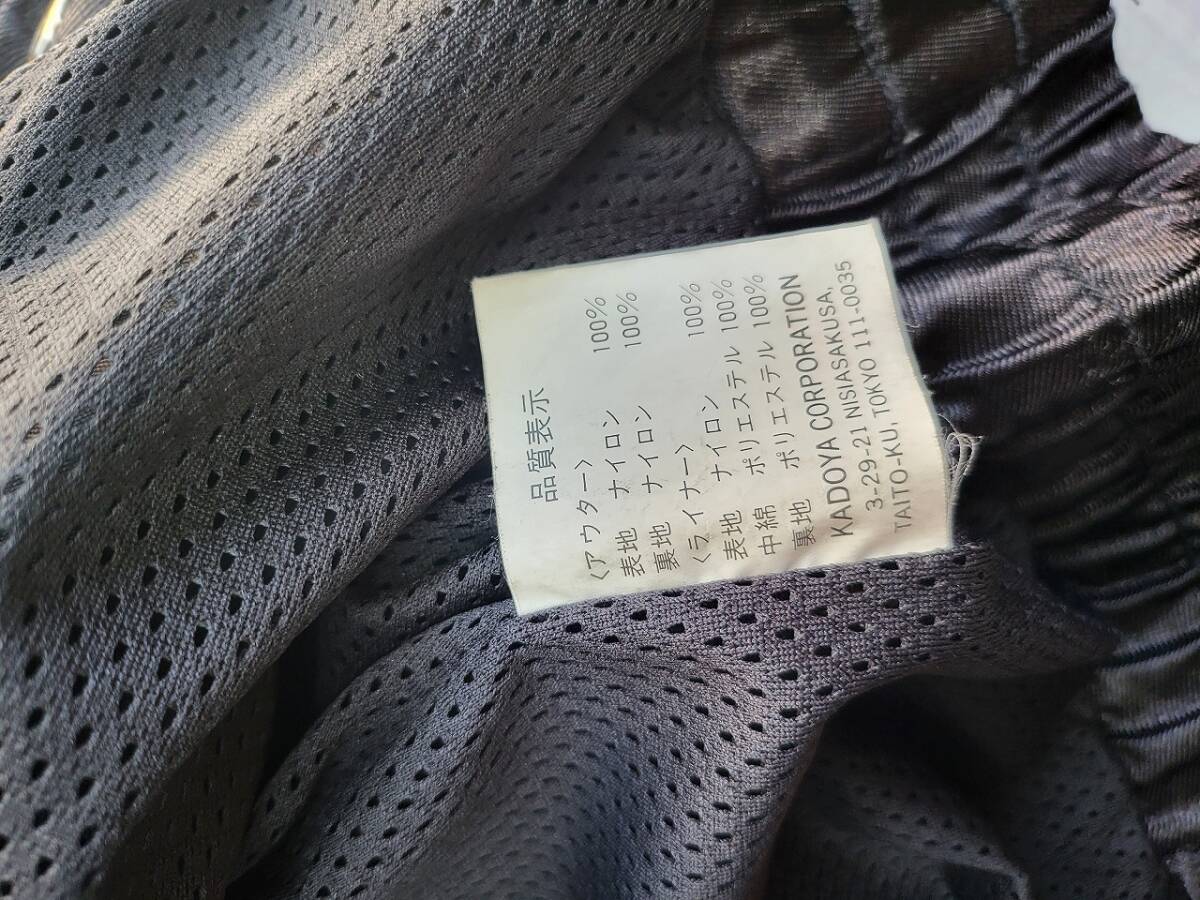 品質表示
<アウター>
表地 ナイロン 100%
裏地 ナイロン 100%
<ライナー>
表地 ナイロン 100%
中綿 ポリエステル 100%
裏地 ポリエステル 100%
KADOYA CORPORATION
3-29-21 NISIASAKUSA,
TAITO-KU, TOKYO 111-0035